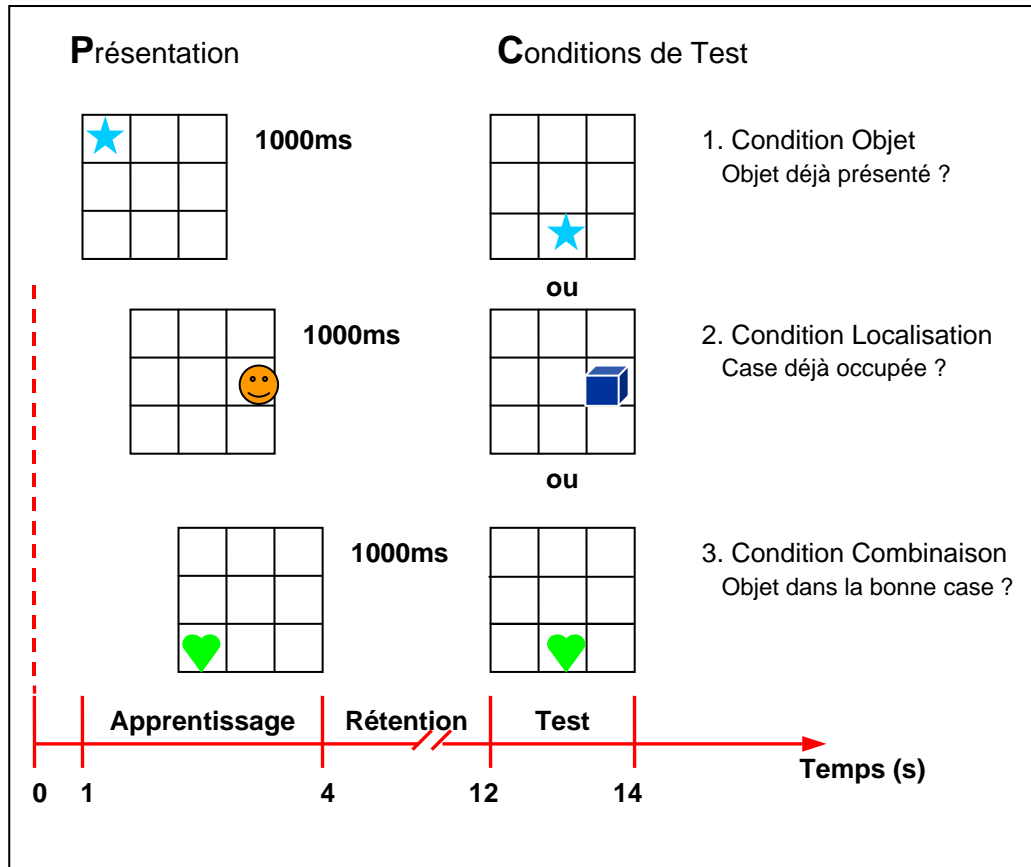 Présentation
Conditions de Test
1000ms
1. Condition Objet
Objet déjà présenté ?
ou
1000ms
2. Condition Localisation
Case déjà occupée ?
ou
1000ms
3. Condition Combinaison
Objet dans la bonne case ?
Apprentissage
Rétention
Test
Temps (s)
0
1
4
12
14